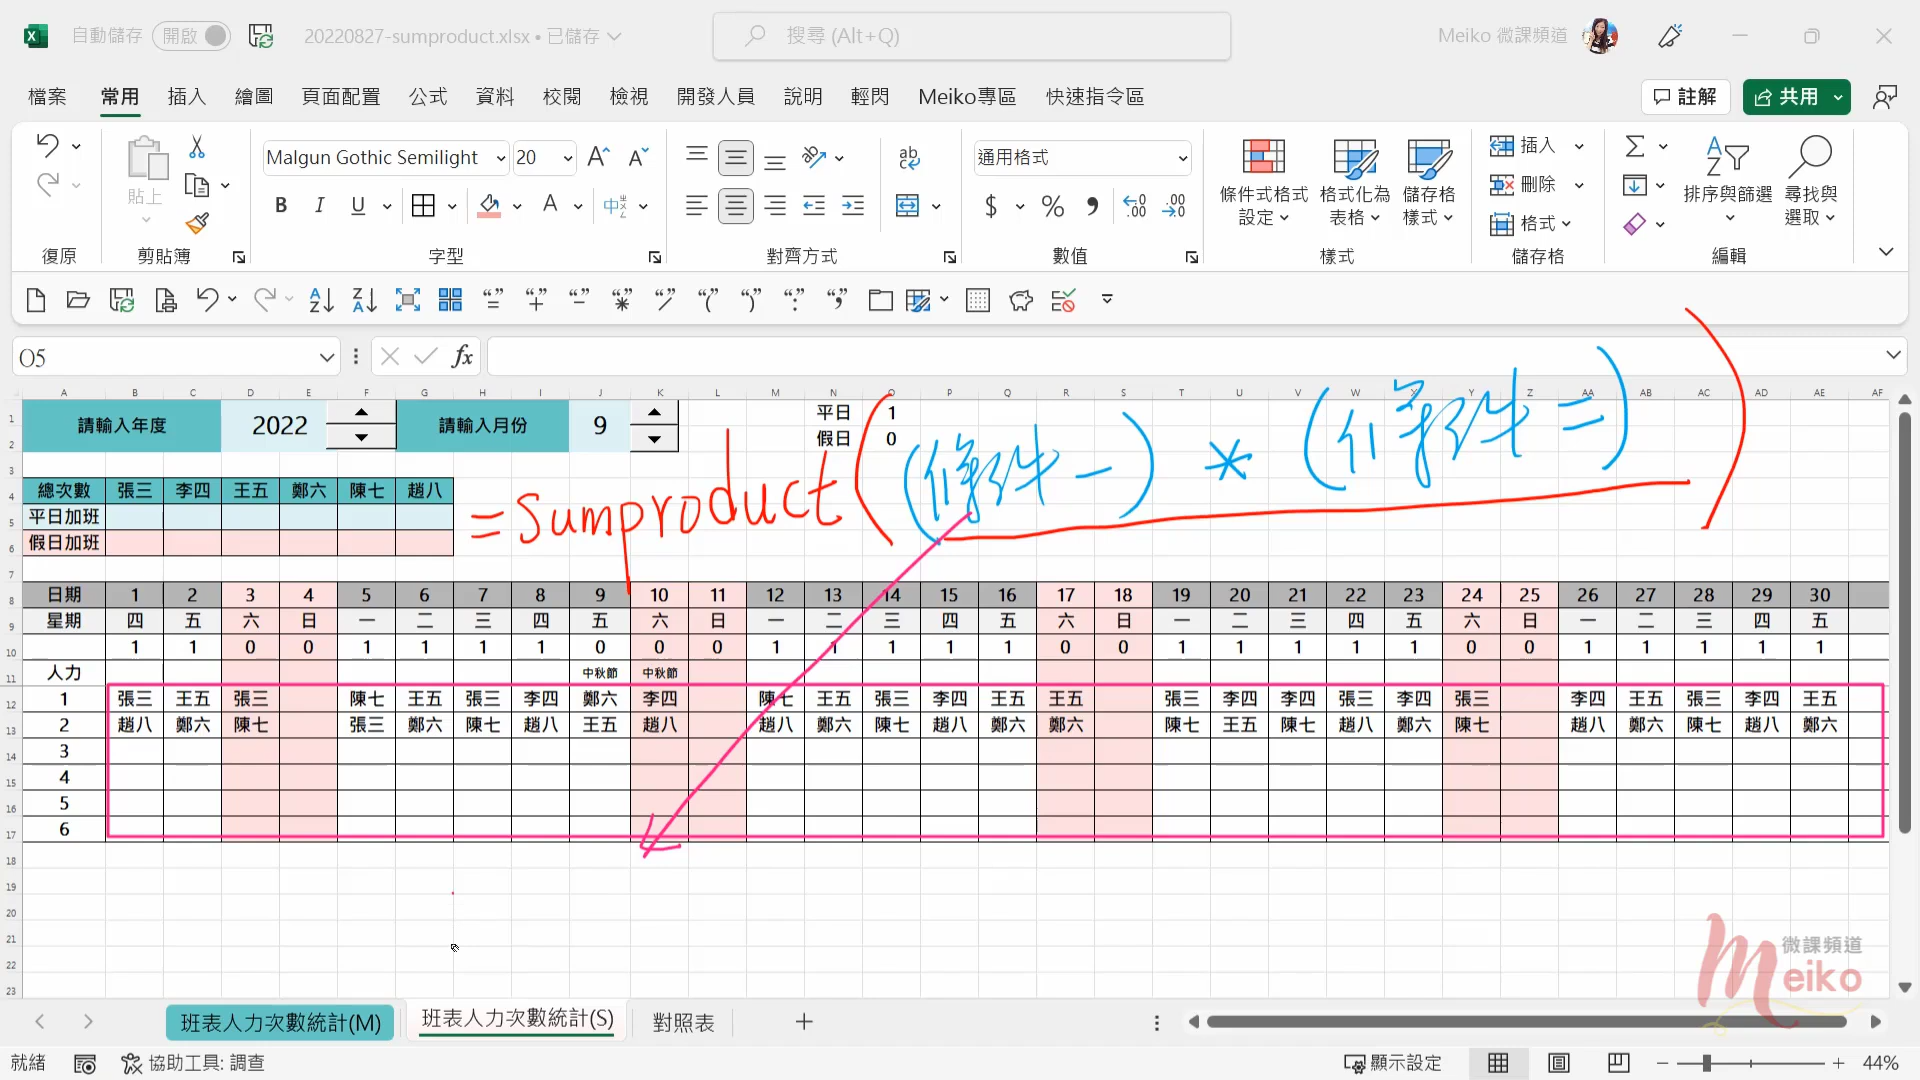 自動儲存 開啟 20220827-sumproduct.xlsx • 已儲存 搜尋 (Alt+Q) Meiko 微課頻道
檔案 常用 插入 繪圖 頁面配置 公式 資料 校閱 檢視 開發人員 說明 輕閃 Meiko專區 快速指令區 註解 共用
貼上 Malgun Gothic Semilight 20 通用格式 條件式格式設定 格式化為表格 儲存格樣式 插入 刪除 格式 排序與篩選 尋找與選取
復原 剪貼簿 字型 對齊方式 數值 樣式 儲存格 編輯
O5
A B C D E F G H I J K L M N O P Q R S T U V W X Y Z AA AB AC AD AE AF
請輸入年度 2022 請輸入月份 9 平日 1
假日 0
=sumproduct((條件一)*(條件二))
總次數 張三 李四 王五 鄭六 陳七 趙八
平日加班
假日加班
日期 1 2 3 4 5 6 7 8 9 10 11 12 13 14 15 16 17 18 19 20 21 22 23 24 25 26 27 28 29 30
星期 四 五 六 日 一 二 三 四 五 六 日 一 二 三 四 五 六 日 一 二 三 四 五 六 日 一 二 三 四 五
1 1 0 0 1 1 1 1 0 0 0 1 1 1 1 1 0 0 1 1 1 1 1 0 0 1 1 1 1 1
人力 中秋節 中秋節
1 張三 王五 張三 陳七 王五 張三 李四 鄭六 李四 陳七 王五 張三 李四 王五 王五 張三 李四 李四 張三 李四 張三 李四 王五 張三 李四 王五
2 趙八 鄭六 陳七 張三 鄭六 陳七 趙八 王五 趙八 趙八 鄭六 陳七 趙八 鄭六 鄭六 陳七 王五 陳七 趙八 鄭六 陳七 趙八 鄭六 陳七 趙八 鄭六
3
4
5
6
微課頻道
Meiko
班表人力次數統計(M) 班表人力次數統計(S) 對照表
就緒 協助工具: 調查 顯示設定 44%